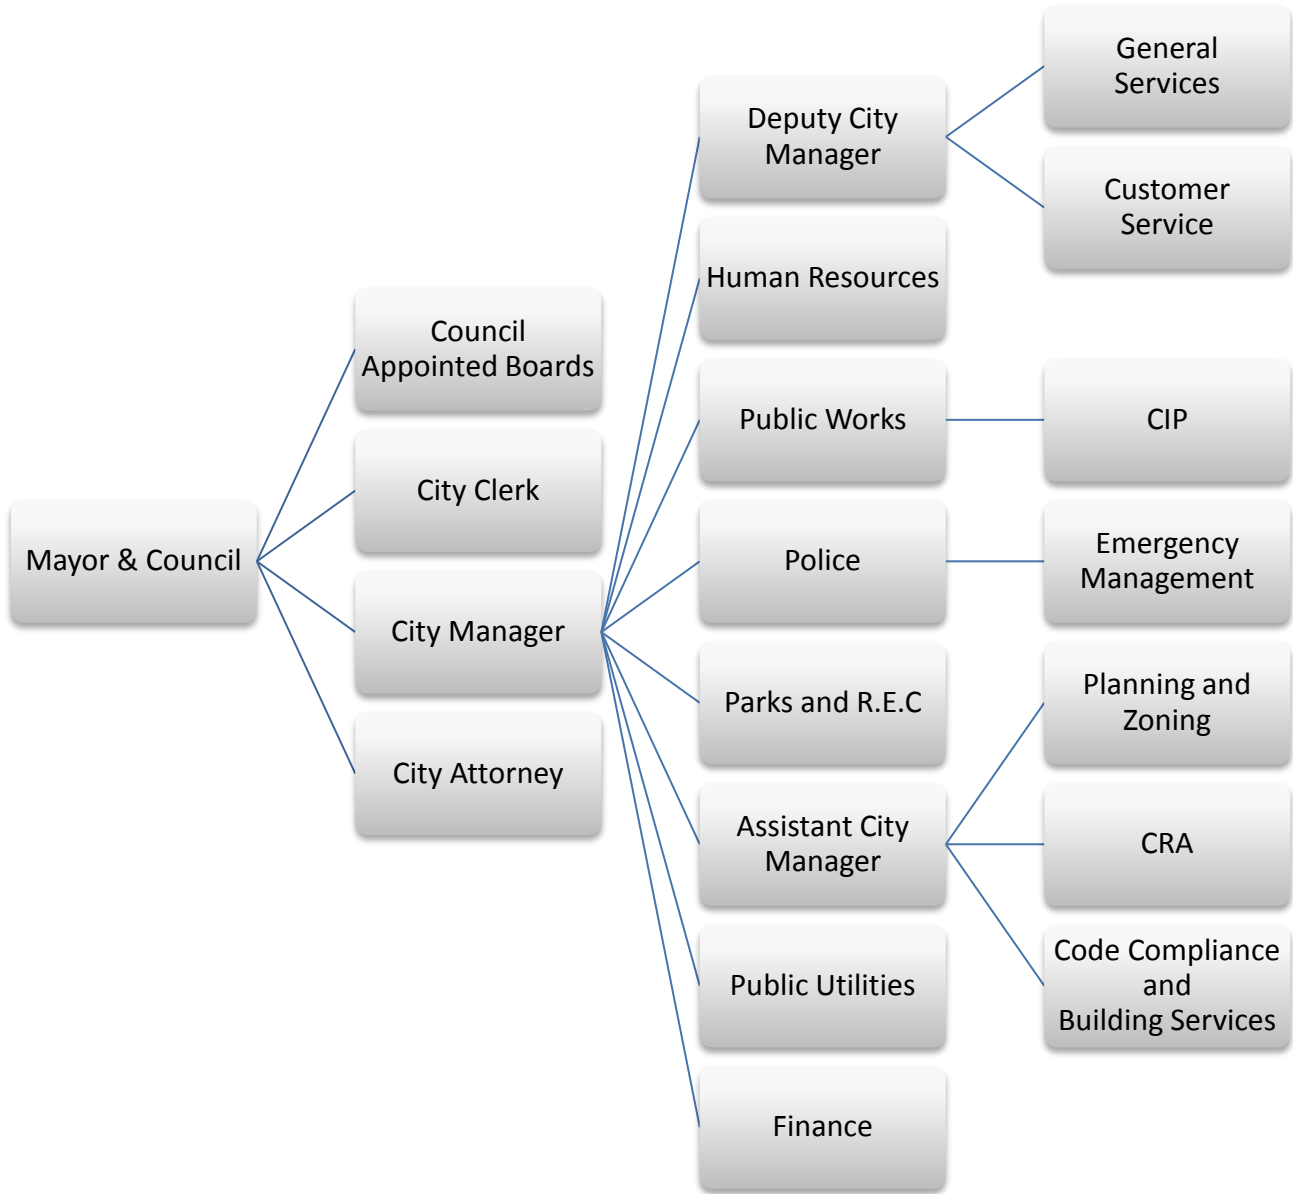 Mayor & Council
Council
Appointed Boards
City Clerk
City Manager
City Attorney
Deputy City
Manager
Human Resources
Public Works
Police
Parks and R.E.C
Assistant City
Manager
Public Utilities
Finance
General
Services
Customer
Service
CIP
Emergency
Management
Planning and
Zoning
CRA
Code Compliance
and
Building Services